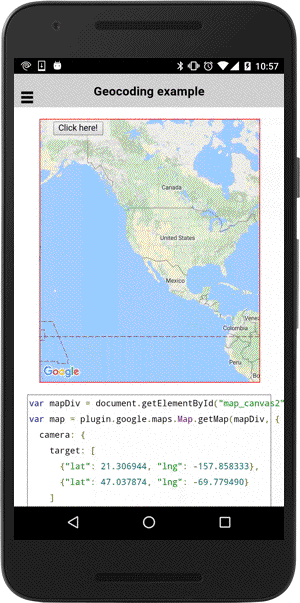 10:57
Geocoding example
Click here!
Canada
United States
Mexico
Venez
Colombia
Peru
Google
var mapDiv = document.getElementById("map_canvas2"
var map = plugin.google.maps.Map.getMap(mapDiv, {
camera: {
target: [
{"lat": 21.306944, "lng": -157.858333},
{"lat": 47.037874, "lng": -69.779490}
]